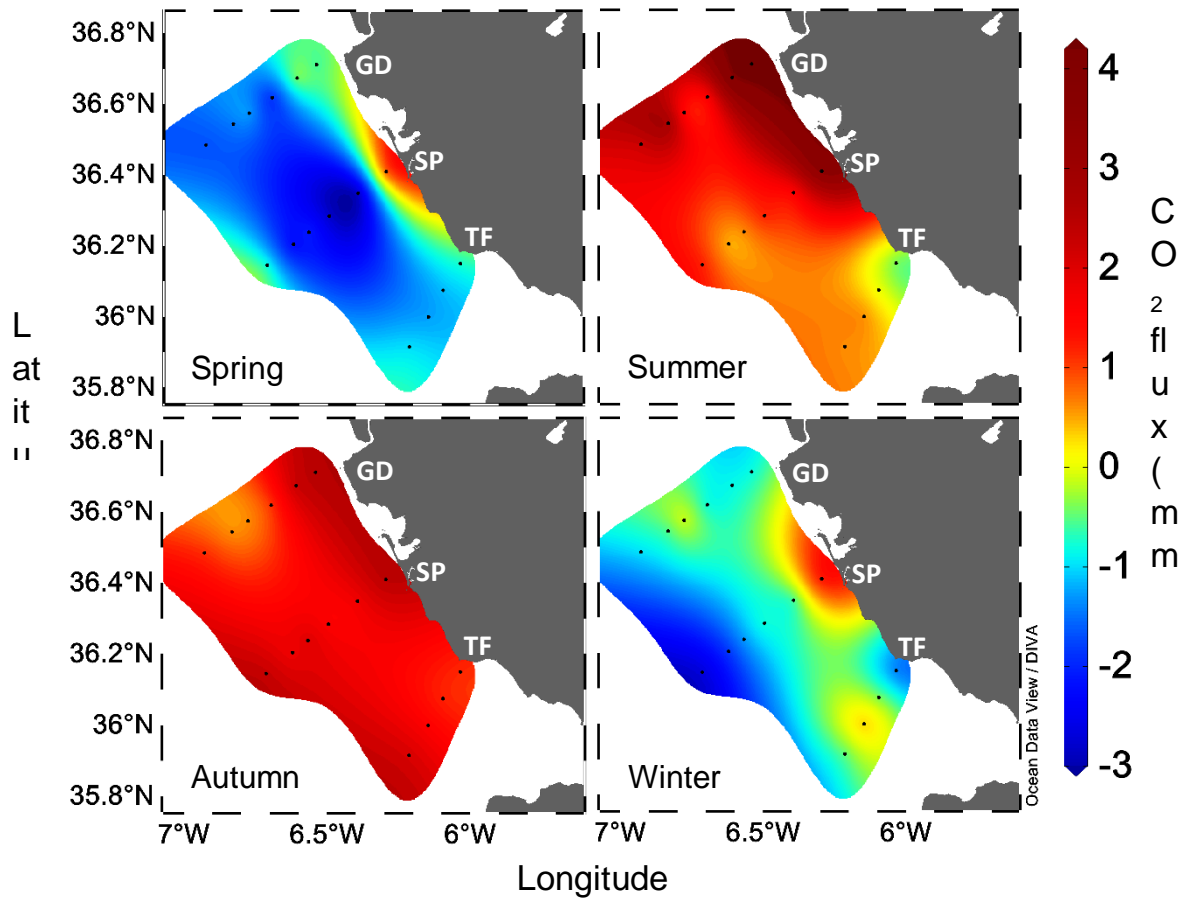 36.8°N
36.6°N
36.4°N
36.2°N
36°N
35.8°N
GD
SP
TF
Spring
GD
SP
TF
Summer
4
3
2
1
0
-1
-2
-3
C
O
2
fl
u
x
(
m
m
L
at
it
u
36.8°N
36.6°N
36.4°N
36.2°N
36°N
35.8°N
GD
SP
TF
Autumn
GD
SP
TF
Winter
Ocean Data View / DIVA
7°W
6.5°W
6°W
7°W
6.5°W
6°W
Longitude